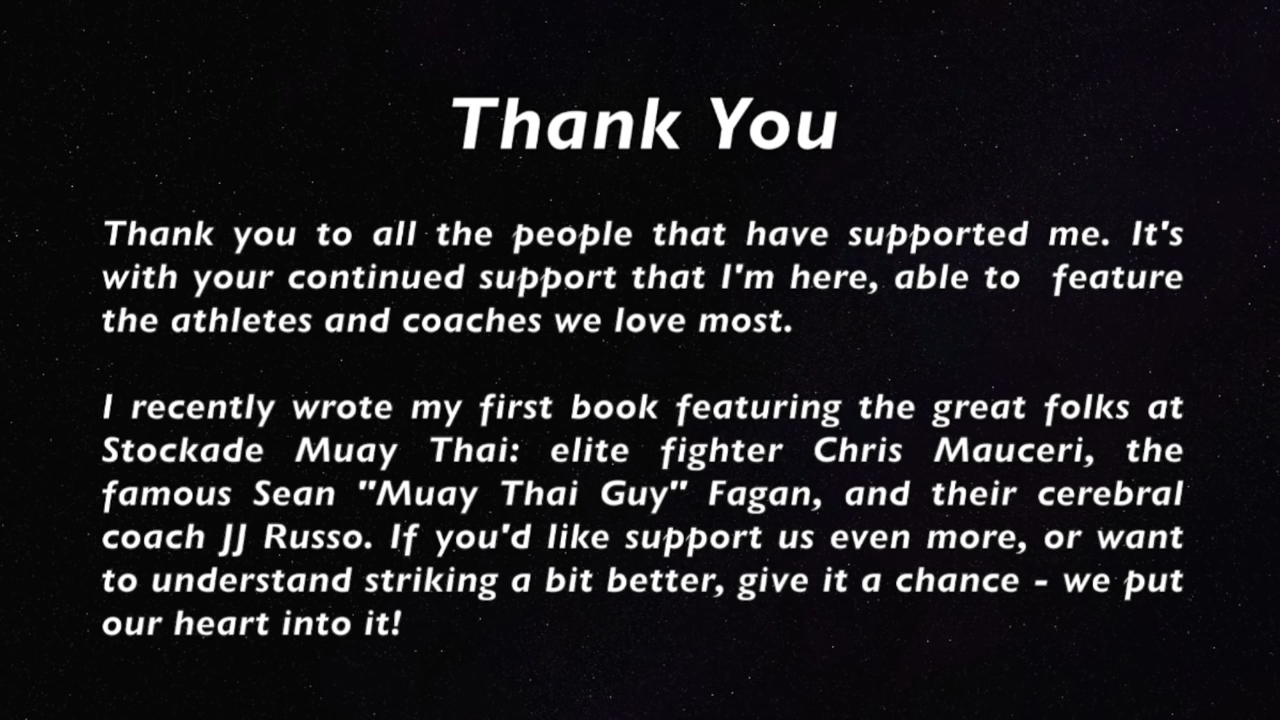 Thank You
Thank you to all the people that have supported me. It's
with your continued support that I'm here, able to feature
the athletes and coaches we love most.
I recently wrote my first book featuring the great folks at
Stockade Muay Thai: elite fighter Chris Mauceri, the
famous Sean "Muay Thai Guy" Fagan, and their cerebral
coach JJ Russo. If you'd like support us even more, or want
to understand striking a bit better, give it a chance - we put
our heart into it!